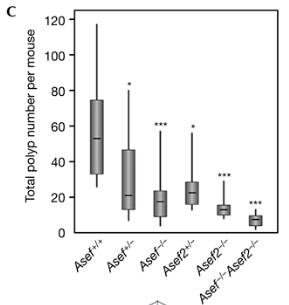 C
Total polyp number per mouse
120
100
80
60
40
20
0
*
***
*
***
***
Asef+/+
Asef+/−
Asef−/−
Asef2+/−
Asef2−/−
Asef−/−Asef2−/−